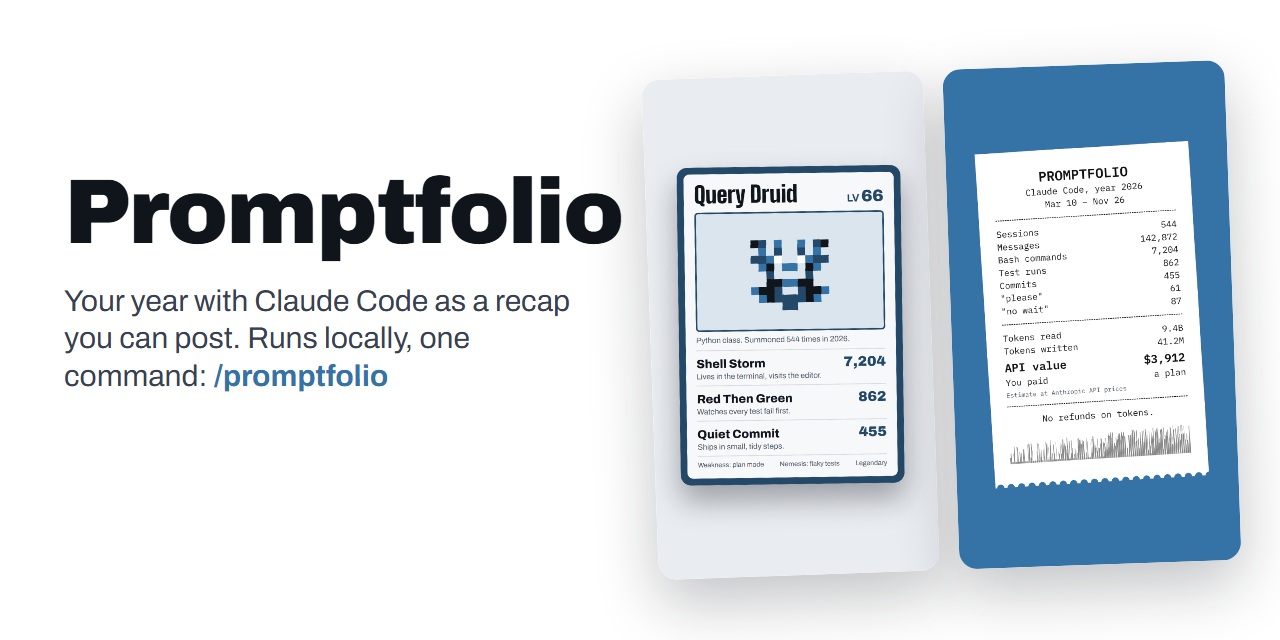 Promptfolio
Your year with Claude Code as a recap
you can post. Runs locally, one
command: /promptfolio
Query Druid LV 66
Python class. Summoned 544 times in 2026.
Shell Storm 7,204
Lives in the terminal, visits the editor.
Red Then Green 862
Watches every test fail first.
Quiet Commit 455
Ships in small, tidy steps.
Weakness: plan mode Nemesis: flaky tests Legendary
PROMPTFOLIO
Claude Code, year 2026
Mar 10 – Nov 26
Sessions 544
Messages 142,872
Bash commands 7,204
Test runs 862
Commits 455
"please" 61
"no wait" 87
Tokens read 9.4B
Tokens written 41.2M
API value $3,912
You paid a plan
Estimate at Anthropic API prices
No refunds on tokens.